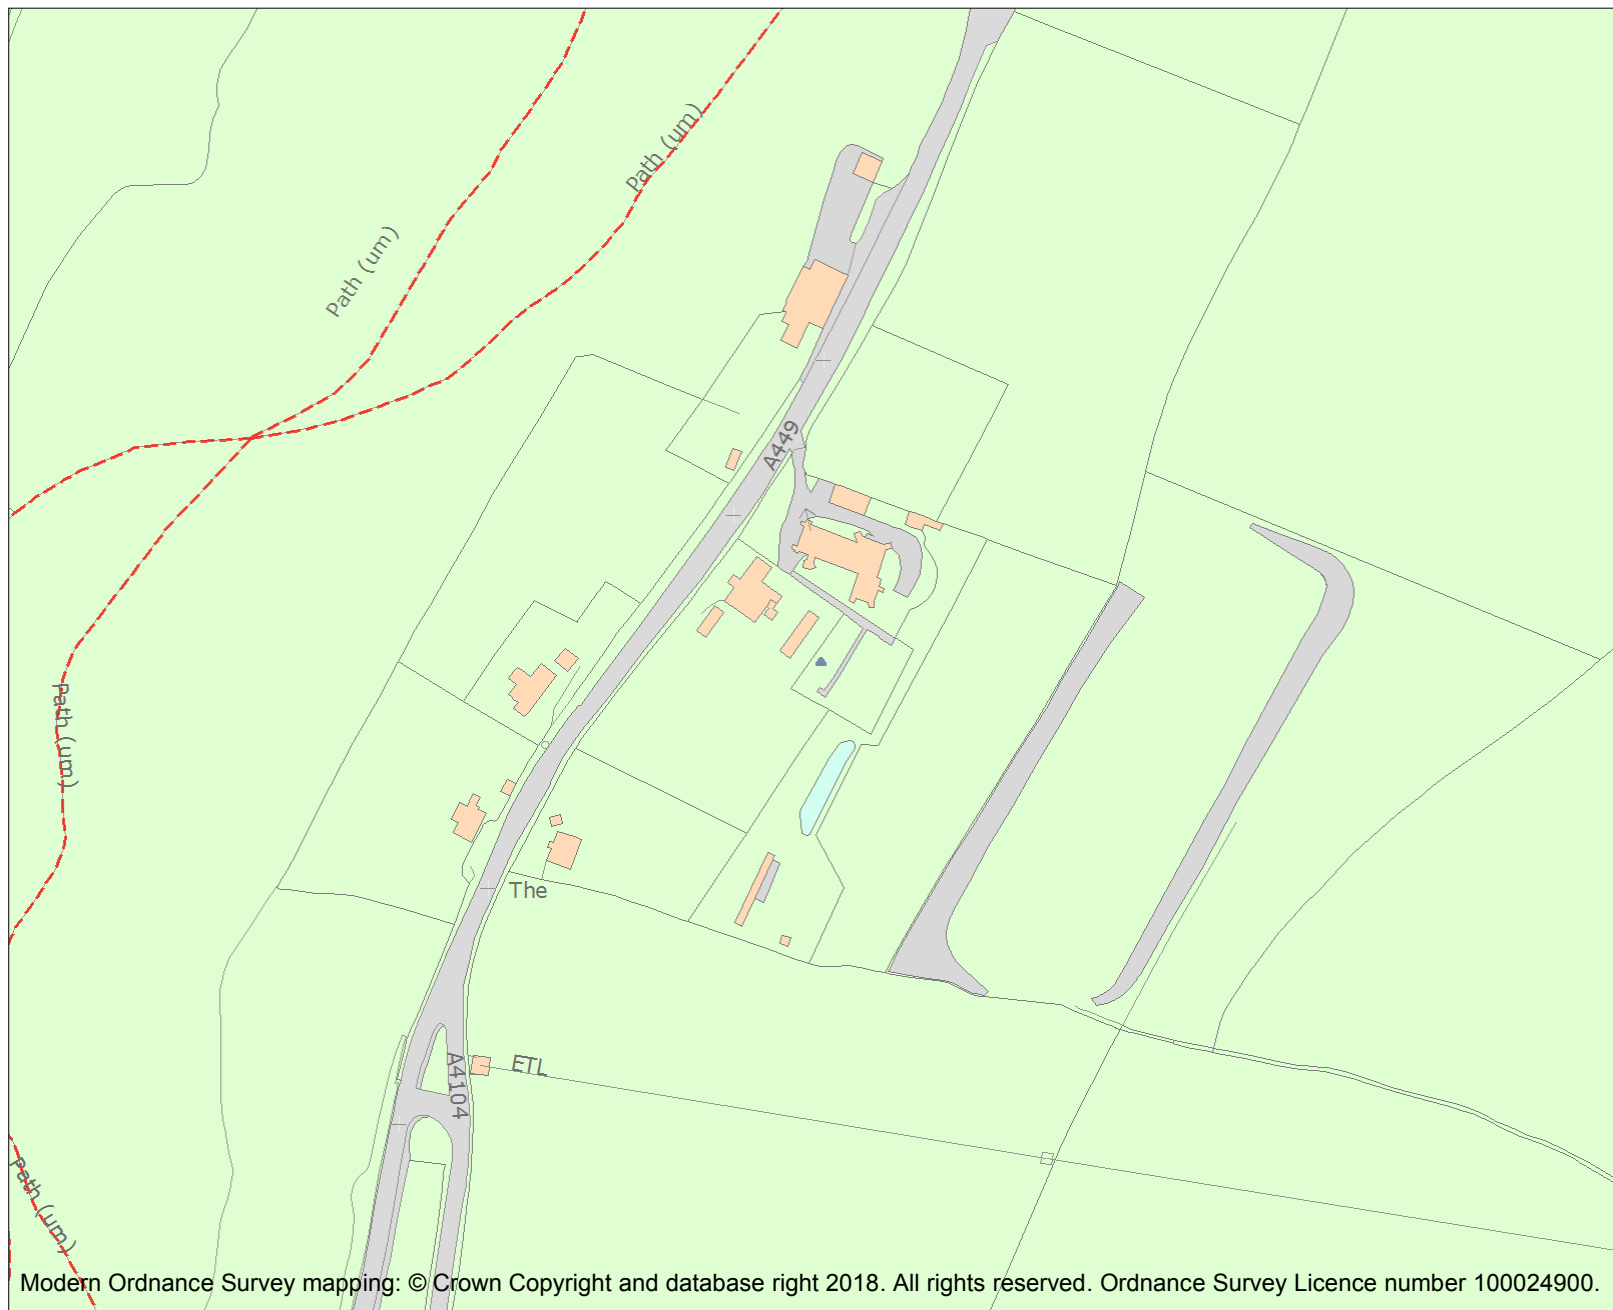 Path (um)
Path (um)
A449
Path (um)
The
A4104
ETL
Path (um)
Modern Ordnance Survey mapping: © Crown Copyright and database right 2018. All rights reserved. Ordnance Survey Licence number 100024900.